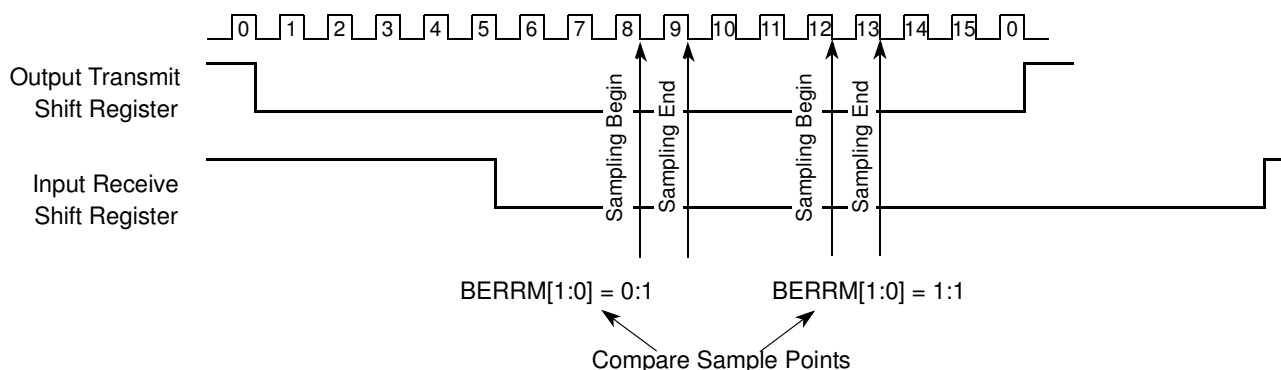 0 1 2 3 4 5 6 7 8 9 10 11 12 13 14 15 0
Output Transmit
Shift Register
Input Receive
Shift Register
Sampling Begin
Sampling End
Sampling Begin
Sampling End
BERRM[1:0] = 0:1 BERRM[1:0] = 1:1
Compare Sample Points